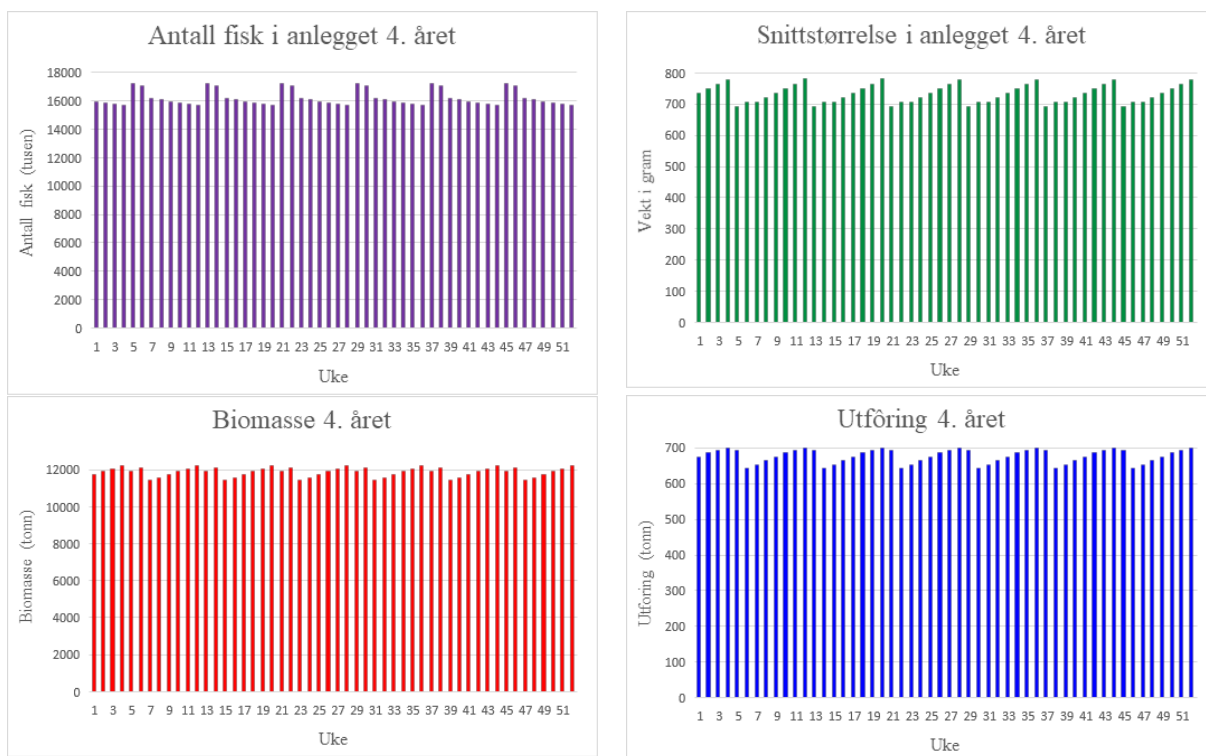 Antall fisk i anlegget 4. året
18000
16000
14000
12000
10000
8000
6000
4000
2000
0
Antall fisk (tusen)
1 3 5 7 9 11 13 15 17 19 21 23 25 27 29 31 33 35 37 39 41 43 45 47 49 51
Uke
Snittstørrelse i anlegget 4. året
800
700
600
500
400
300
200
100
0
Vekt i gram
1 3 5 7 9 11 13 15 17 19 21 23 25 27 29 31 33 35 37 39 41 43 45 47 49 51
Uke
Biomasse 4. året
12000
10000
8000
6000
4000
2000
0
Biomasse (tonn)
1 3 5 7 9 11 13 15 17 19 21 23 25 27 29 31 33 35 37 39 41 43 45 47 49 51
Uke
Utfôring 4. året
700
600
500
400
300
200
100
0
Utforing (tonn)
1 3 5 7 9 11 13 15 17 19 21 23 25 27 29 31 33 35 37 39 41 43 45 47 49 51
Uke